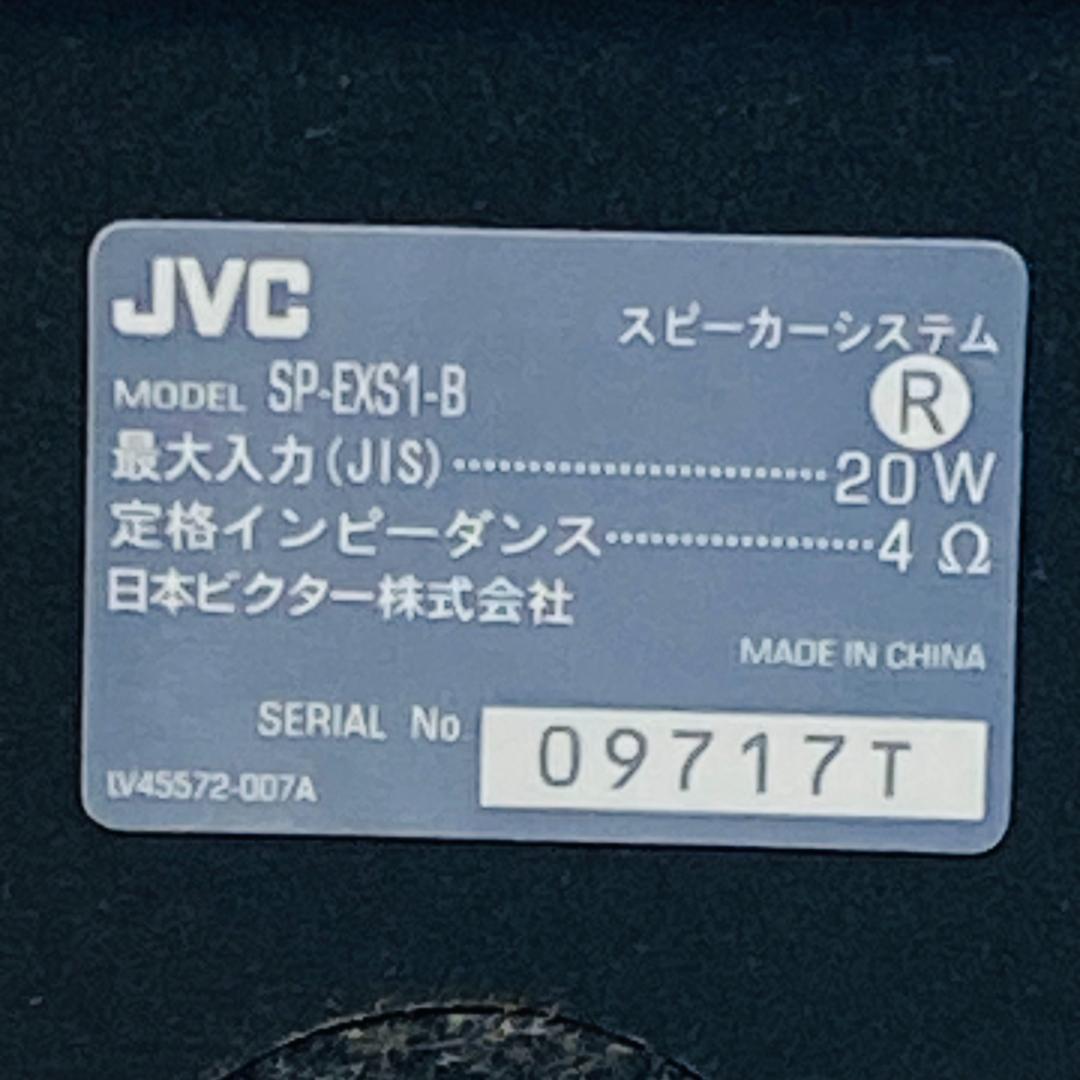 JVC
スピーカーシステム
MODEL SP-EXS1-B
R
最大入力(JIS)························20W
定格インピーダンス·················4Ω
日本ビクター株式会社
MADE IN CHINA
SERIAL No. 09717T
LV45572-007A